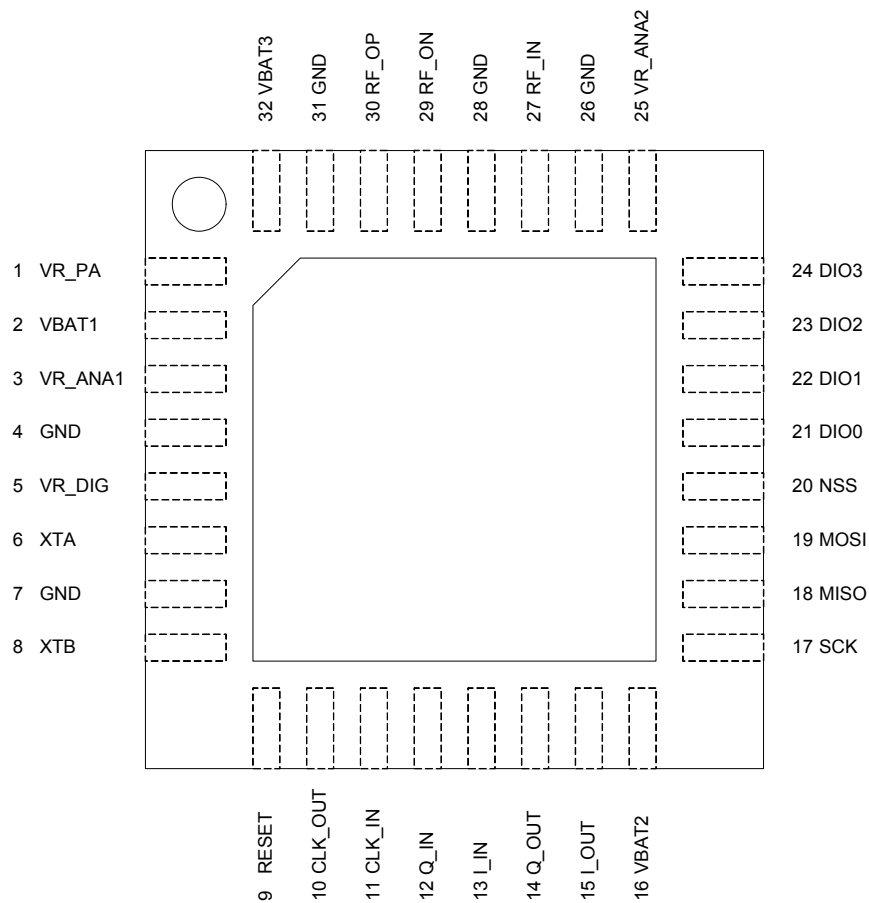 32 VBAT3
31 GND
30 RF_OP
29 RF_ON
28 GND
27 RF_IN
26 GND
25 VR_ANA2
1 VR_PA
2 VBAT1
3 VR_ANA1
4 GND
5 VR_DIG
6 XTA
7 GND
8 XTB
24 DIO3
23 DIO2
22 DIO1
21 DIO0
20 NSS
19 MOSI
18 MISO
17 SCK
9 RESET
10 CLK_OUT
11 CLK_IN
12 Q_IN
13 I_IN
14 Q_OUT
15 I_OUT
16 VBAT2